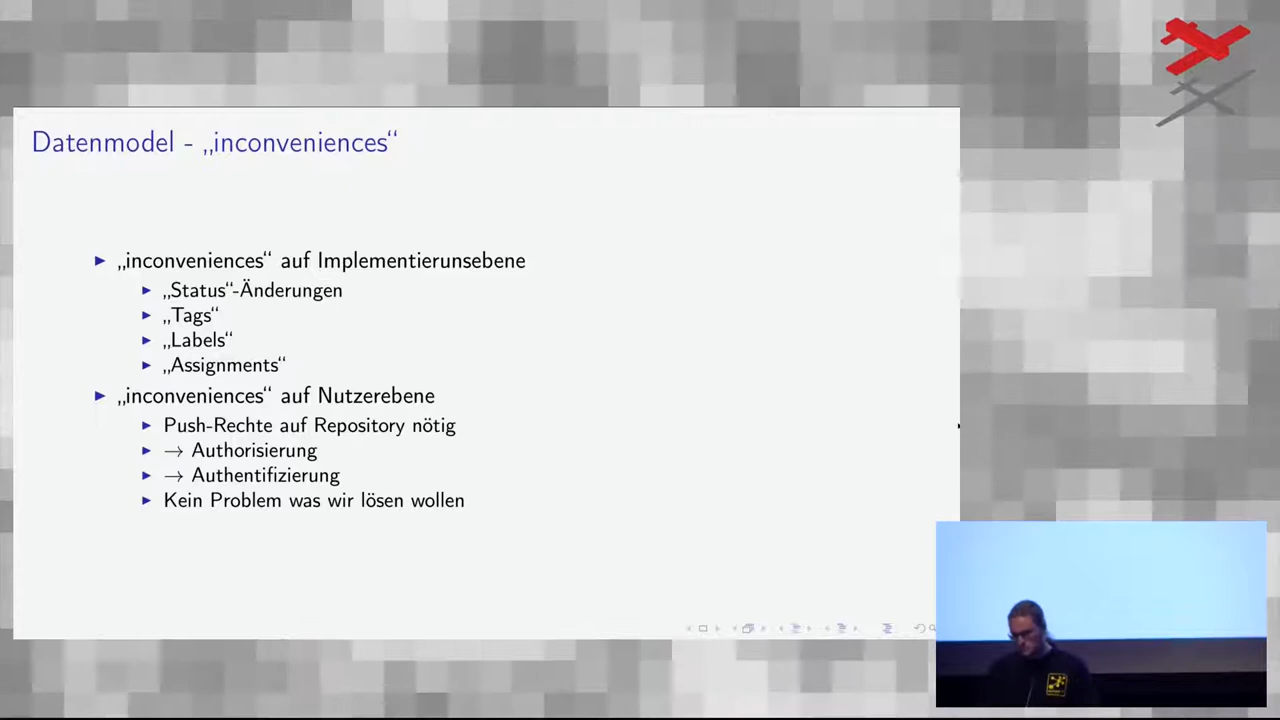 Datenmodel - „inconveniences“
„inconveniences“ auf Implementierunsebene
„Status“-Änderungen
„Tags“
„Labels“
„Assignments“
„inconveniences“ auf Nutzerebene
Push-Rechte auf Repository nötig
→ Authorisierung
→ Authentifizierung
Kein Problem was wir lösen wollen